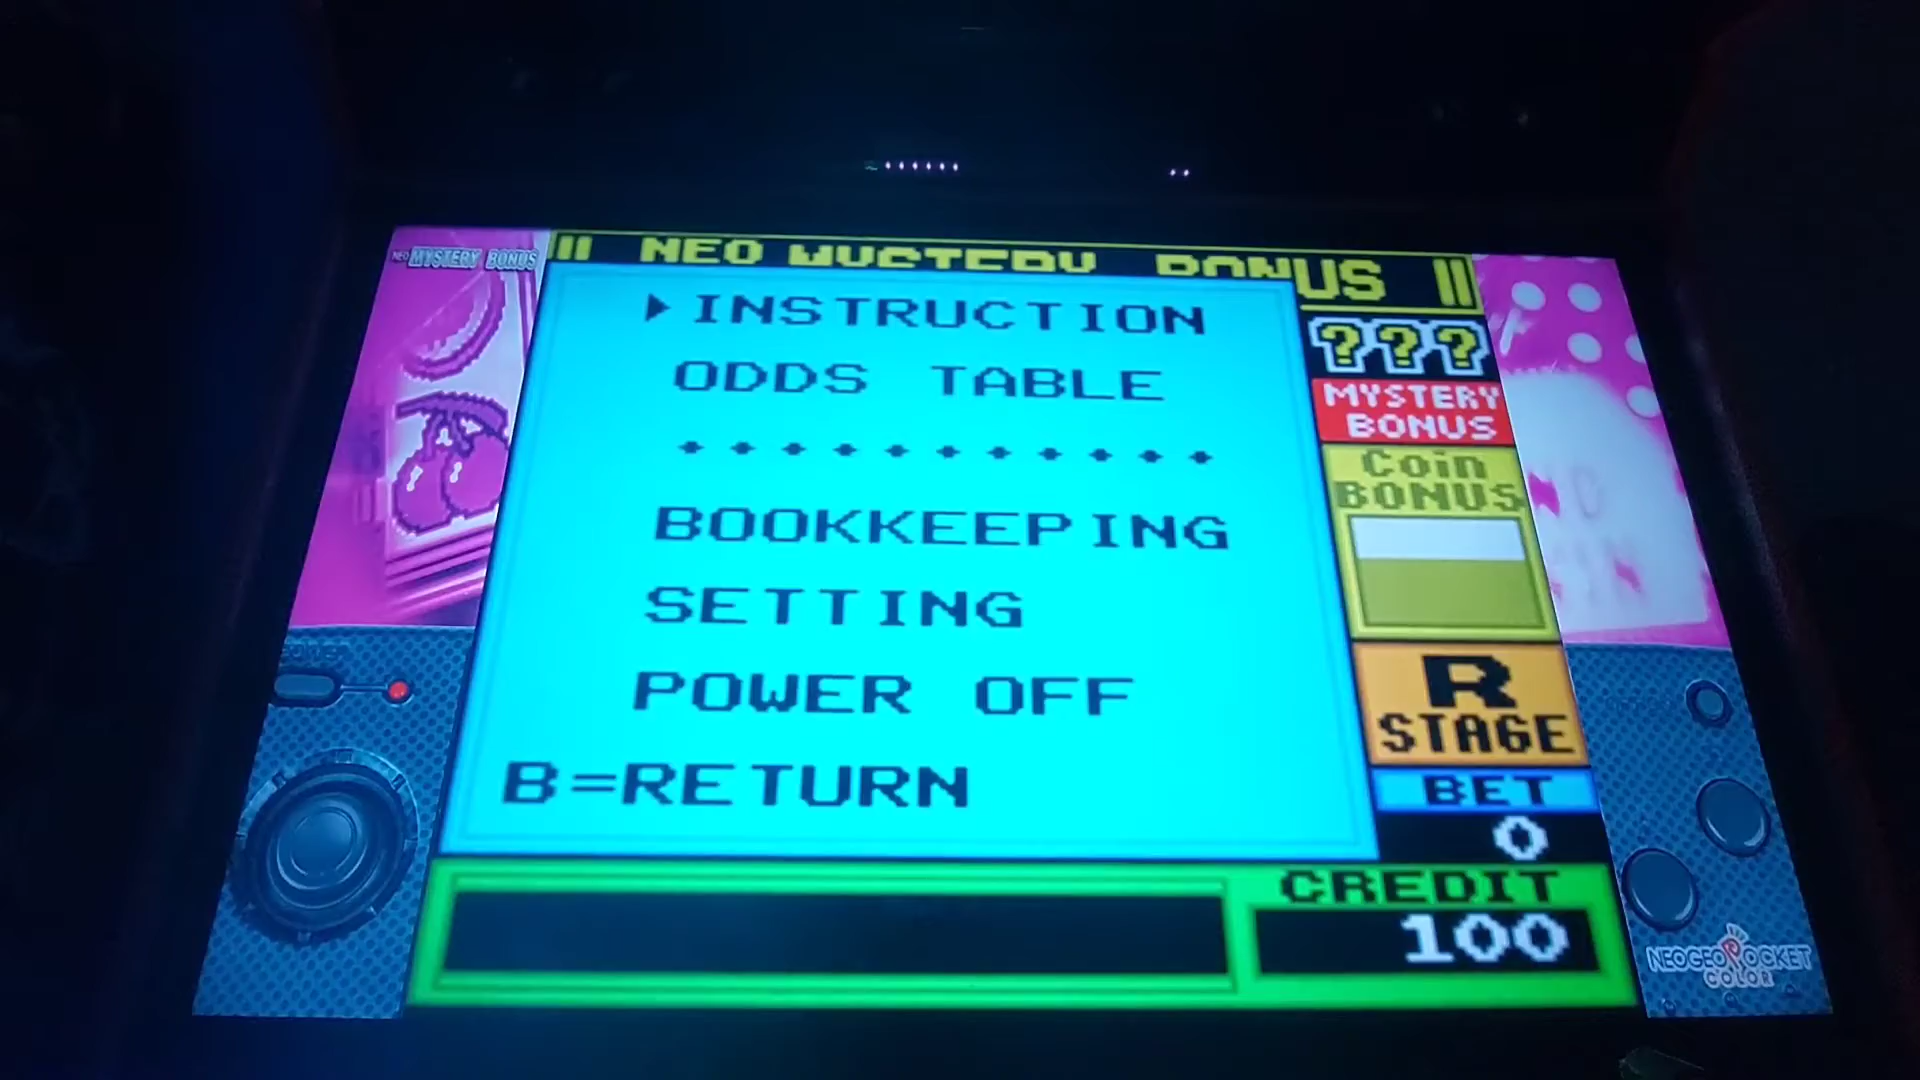 NEO MYSTERY BONUS
NEO MYSTERY BONUS
INSTRUCTION
ODDS TABLE
BOOKKEEPING
SETTING
POWER OFF
B=RETURN
???
MYSTERY
BONUS
Coin
BONUS
R
STAGE
BET
0
CREDIT
100
POWER
NEOGEO POCKET
COLOR